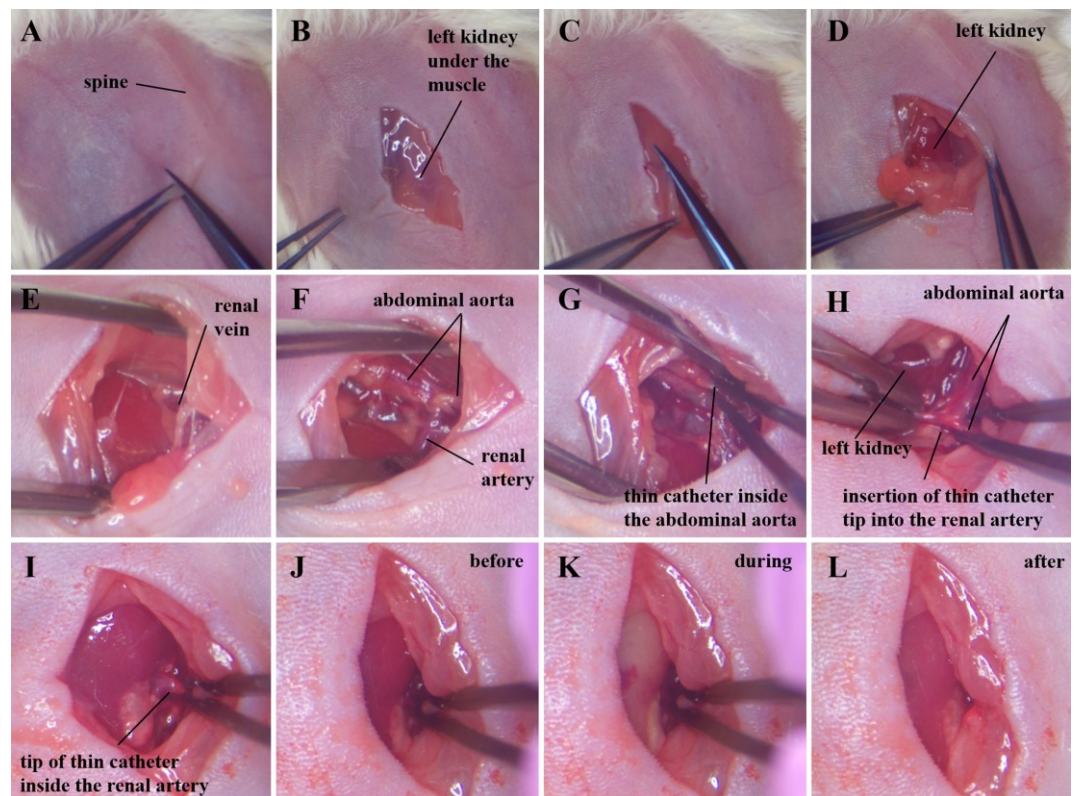 A
spine
B
left kidney
under the
muscle
C
D
left kidney
E
renal
vein
F
abdominal aorta
renal
artery
G
thin catheter inside
the abdominal aorta
H
abdominal aorta
left kidney
insertion of thin catheter
tip into the renal artery
I
tip of thin catheter
inside the renal artery
J
before
K
during
L
after